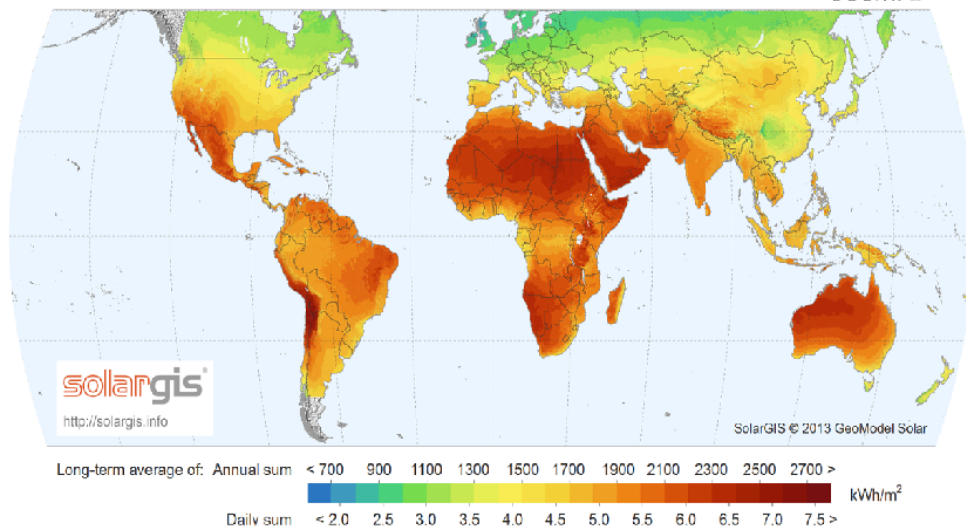 solargis
http://solargis.info
SolarGIS © 2013 GeoModel Solar
Long-term average of: Annual sum < 700 900 1100 1300 1500 1700 1900 2100 2300 2500 2700 >
kWh/m²
Daily sum < 2.0 2.5 3.0 3.5 4.0 4.5 5.0 5.5 6.0 6.5 7.0 7.5 >